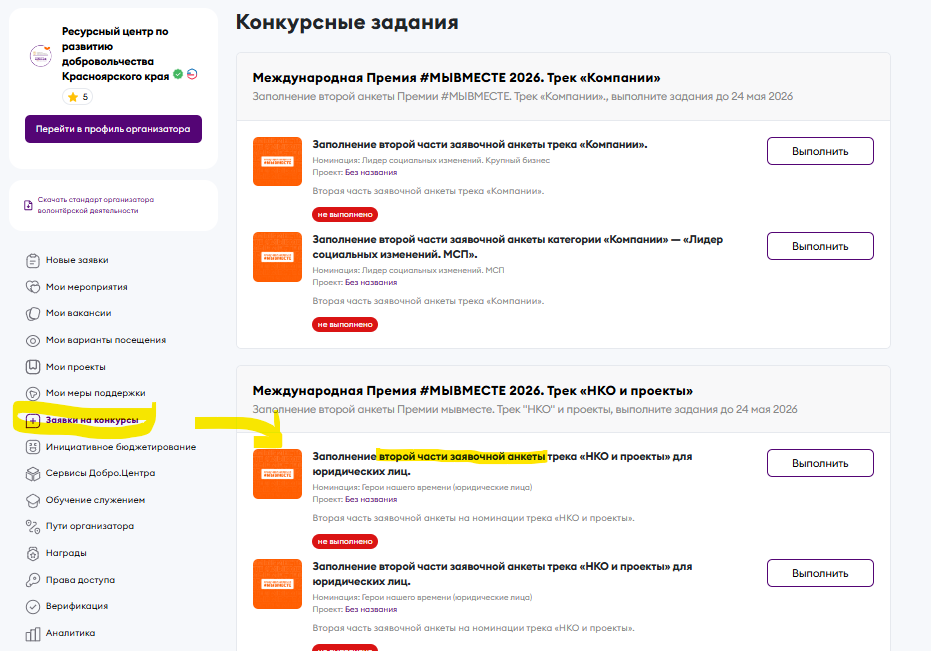 Конкурсные задания
Ресурсный центр по
развитию
добровольчества
Красноярского края
5
Перейти в профиль организатора
Скачать стандарт организатора
волонтёрской деятельности
Новые заявки
Мои мероприятия
Мои вакансии
Мои варианты посещения
Мои проекты
Мои меры поддержки
Заявки на конкурсы
Инициативное бюджетирование
Сервисы Добро.Центра
Обучение служением
Пути организатора
Награды
Права доступа
Верификация
Аналитика
Международная Премия #МЫВМЕСТЕ 2026. Трек «Компании»
Заполнение второй анкеты Премии #МЫВМЕСТЕ. Трек «Компании»., выполните задания до 24 мая 2026
Заполнение второй части заявочной анкеты трека «Компании».
Номинация: Лидер социальных изменений. Крупный бизнес
Проект: Без названия
Вторая часть заявочной анкеты трека «Компании».
не выполнено
Выполнить
Заполнение второй части заявочной анкеты категории «Компании» — «Лидер
социальных изменений. МСП».
Номинация: Лидер социальных изменений. МСП
Проект: Без названия
Вторая часть заявочной анкеты трека «Компании».
не выполнено
Выполнить
Международная Премия #МЫВМЕСТЕ 2026. Трек «НКО и проекты»
Заполнение второй анкеты Премии мывместе. Трек "НКО" и проекты, выполните задания до 24 мая 2026
Заполнение второй части заявочной анкеты трека «НКО и проекты» для
юридических лиц.
Номинация: Герои нашего времени (юридические лица)
Проект: Без названия
Вторая часть заявочной анкеты на номинации трека «НКО и проекты».
не выполнено
Выполнить
Заполнение второй части заявочной анкеты трека «НКО и проекты» для
юридических лиц.
Номинация: Герои нашего времени (юридические лица)
Проект: Без названия
Вторая часть заявочной анкеты на номинации трека «НКО и проекты».
Выполнить